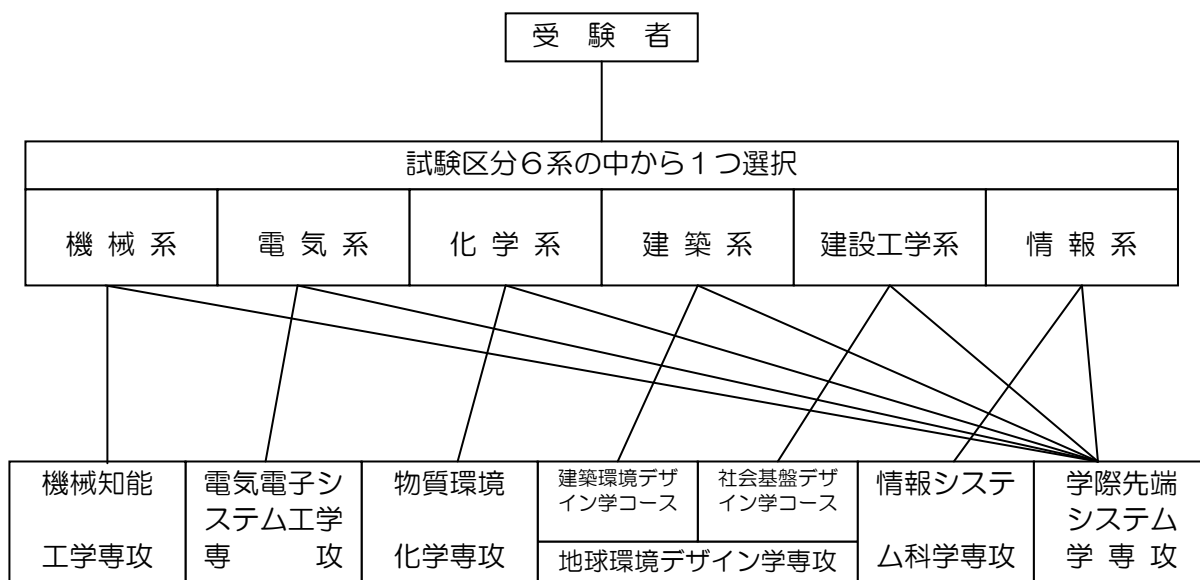 受 験 者
試験区分６系の中から１つ選択
機 械 系
電 気 系
化 学 系
建 築 系
建設工学系
情 報 系
機械知能
工学専攻
電気電子シ
ステム工学
専 攻
物質環境
化学専攻
建築環境デザ
イン学コース
社会基盤デザ
イン学コース
地球環境デザイン学専攻
情報システ
ム科学専攻
学際先端
システム
学 専 攻